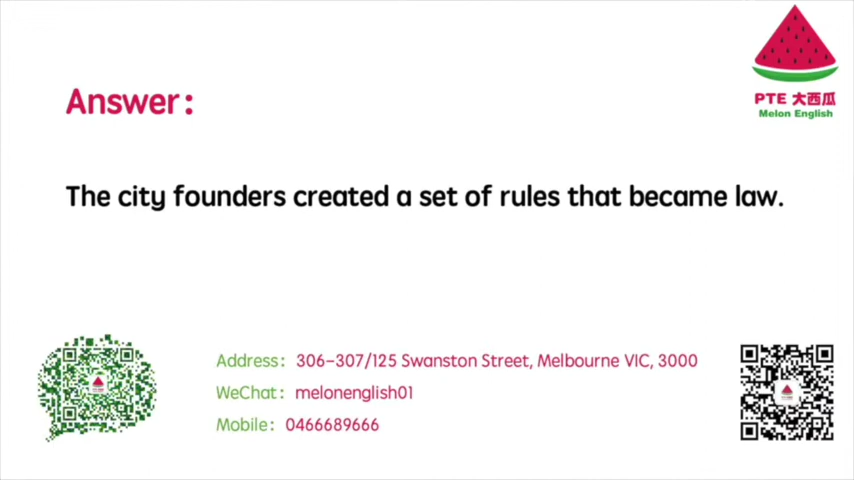 PTE 大西瓜
Melon English
Answer:
The city founders created a set of rules that became law.
Address: 306-307/125 Swanston Street, Melbourne VIC, 3000
WeChat: melonenglish01
Mobile: 0466689666